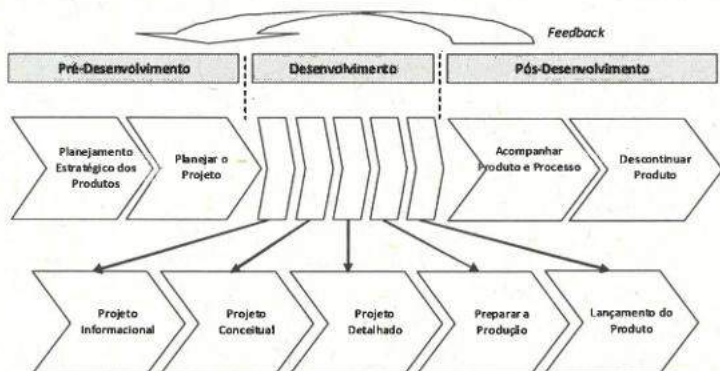 Feedback
Pré-Desenvolvimento
Desenvolvimento
Pós-Desenvolvimento
Planejamento
Estratégico dos
Produtos
Planejar o
Projeto
Acompanhar
Produto e Processo
Descontinuar
Produto
Projeto
Informacional
Projeto
Conceitual
Projeto
Detalhado
Preparar a
Produção
Lançamento do
Produto